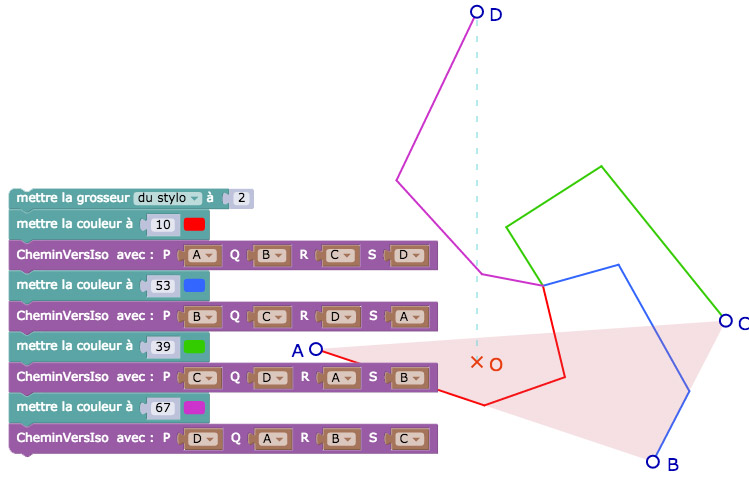 D
mettre la grosseur du stylo à 2
mettre la couleur à 10
CheminVersIso avec : P A Q B R C S D
mettre la couleur à 53
CheminVersIso avec : P B Q C R D S A
C
mettre la couleur à 39
A
O
CheminVersIso avec : P C Q D R A S B
mettre la couleur à 67
CheminVersIso avec : P D Q A R B S C
B